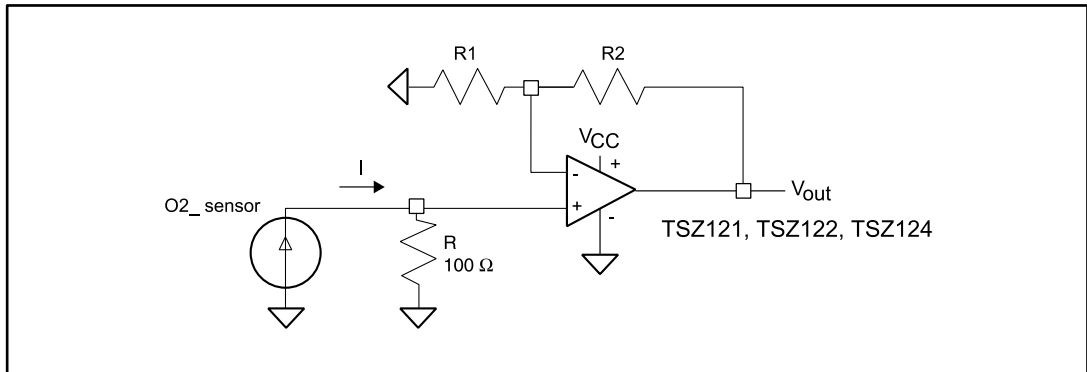 R1
R2
VCC
+
-
+
-
I
O2_ sensor
Vout
TSZ121, TSZ122, TSZ124
R
100 Ω